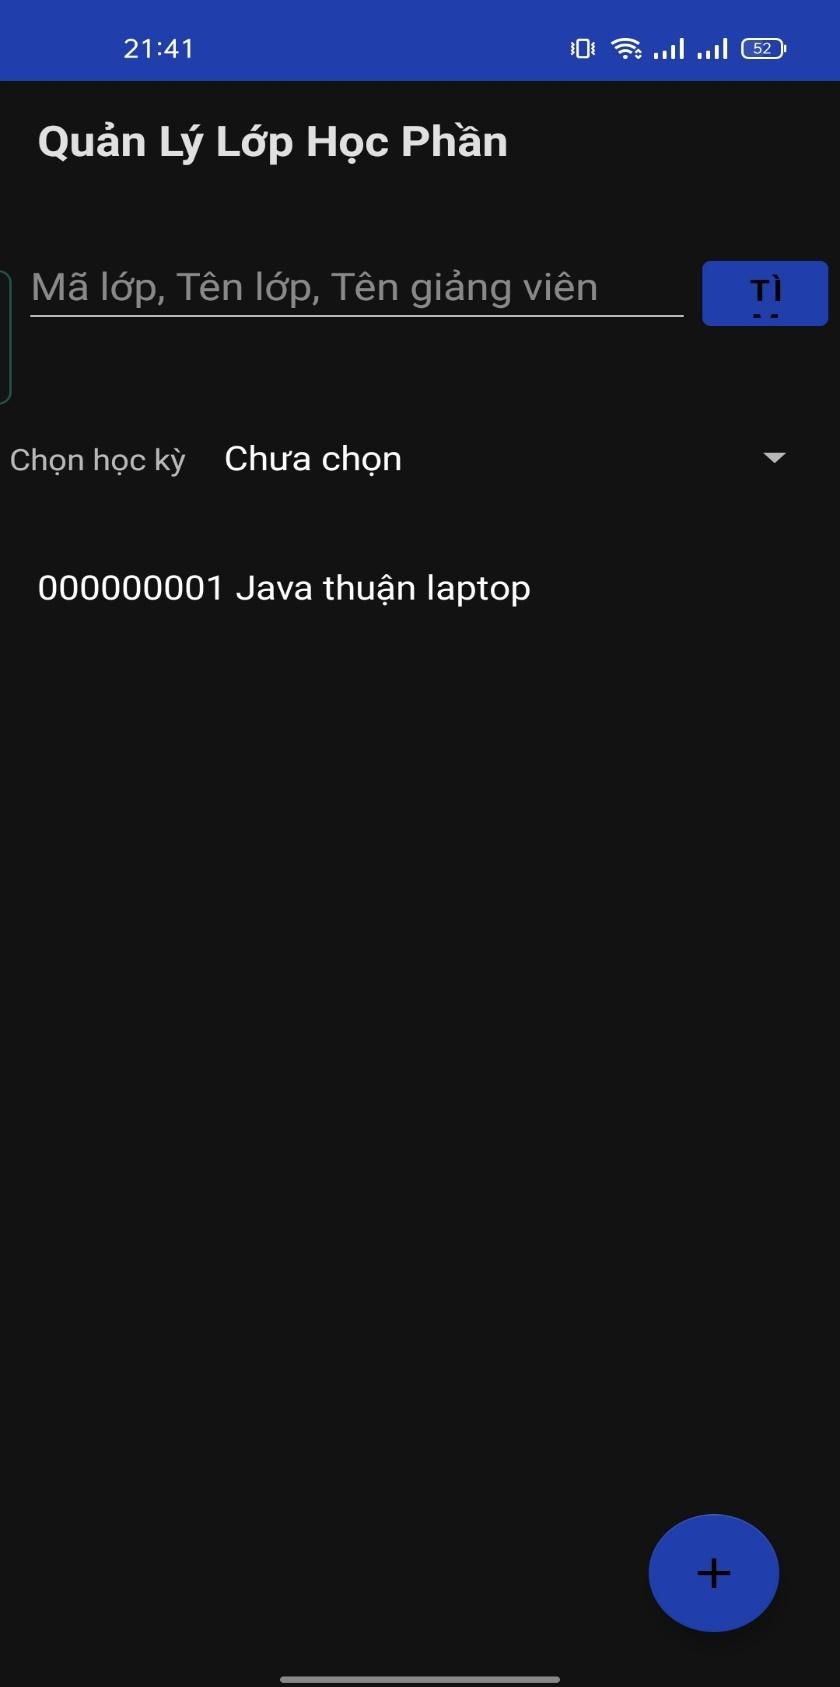 21:41
52
Quản Lý Lớp Học Phần
Mã lớp, Tên lớp, Tên giảng viên
TÌ
Chọn học kỳ
Chưa chọn
000000001 Java thuận laptop
+